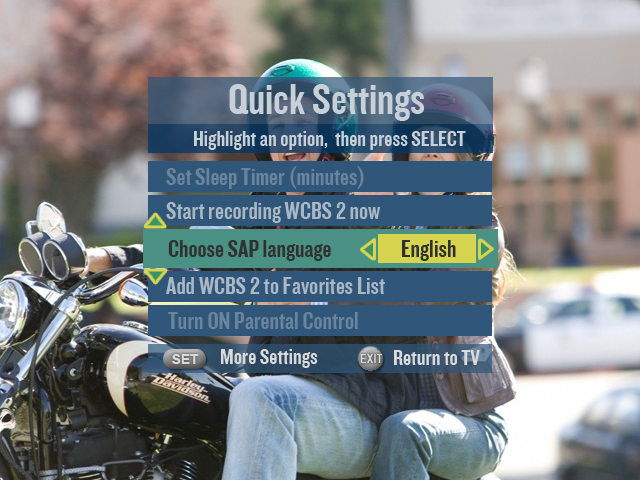 Quick Settings
Highlight an option, then press SELECT
Set Sleep Timer (minutes)
Start recording WCBS 2 now
Choose SAP language English
Add WCBS 2 to Favorites List
Turn ON Parental Control
SET More Settings EXIT Return to TV
Harley-
Davidson